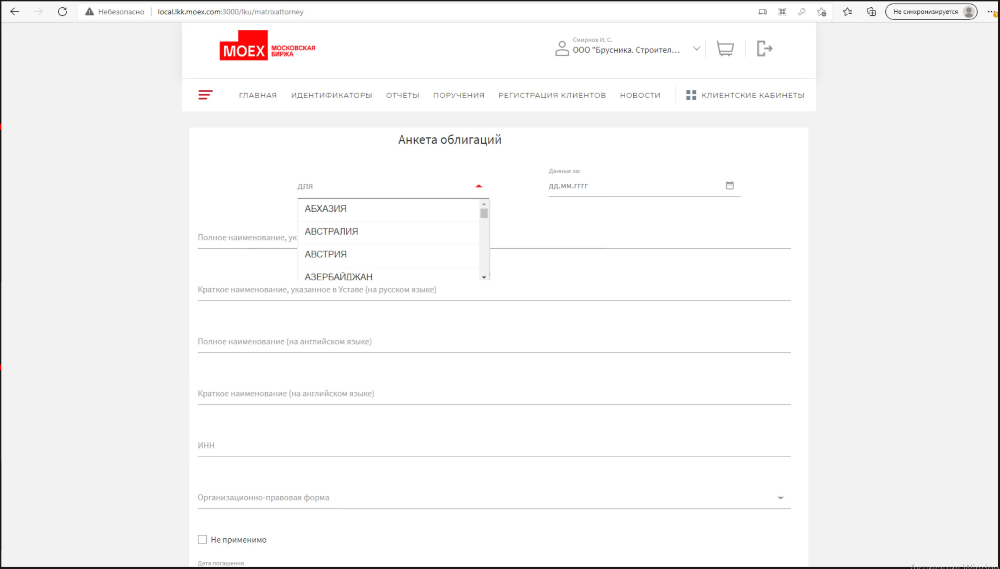 Небезопасно local.lkk.moex.com:3000/lku/matrixattorney Не синхронизируется
MOEX МОСКОВСКАЯ БИРЖА
Смирнов И. С.
ООО "Брусника. Строител...
ГЛАВНАЯ ИДЕНТИФИКАТОРЫ ОТЧЁТЫ ПОРУЧЕНИЯ РЕГИСТРАЦИЯ КЛИЕНТОВ НОВОСТИ КЛИЕНТСКИЕ КАБИНЕТЫ
Анкета облигаций
Данные за:
для дд.мм.гггг
АБХАЗИЯ
АВСТРАЛИЯ
Полное наименование, ук
АВСТРИЯ
АЗЕРБАЙДЖАН
Краткое наименование, указанное в Уставе (на русском языке)
Полное наименование (на английском языке)
Краткое наименование (на английском языке)
ИНН
Организационно-правовая форма
Не применимо
Дата погашения